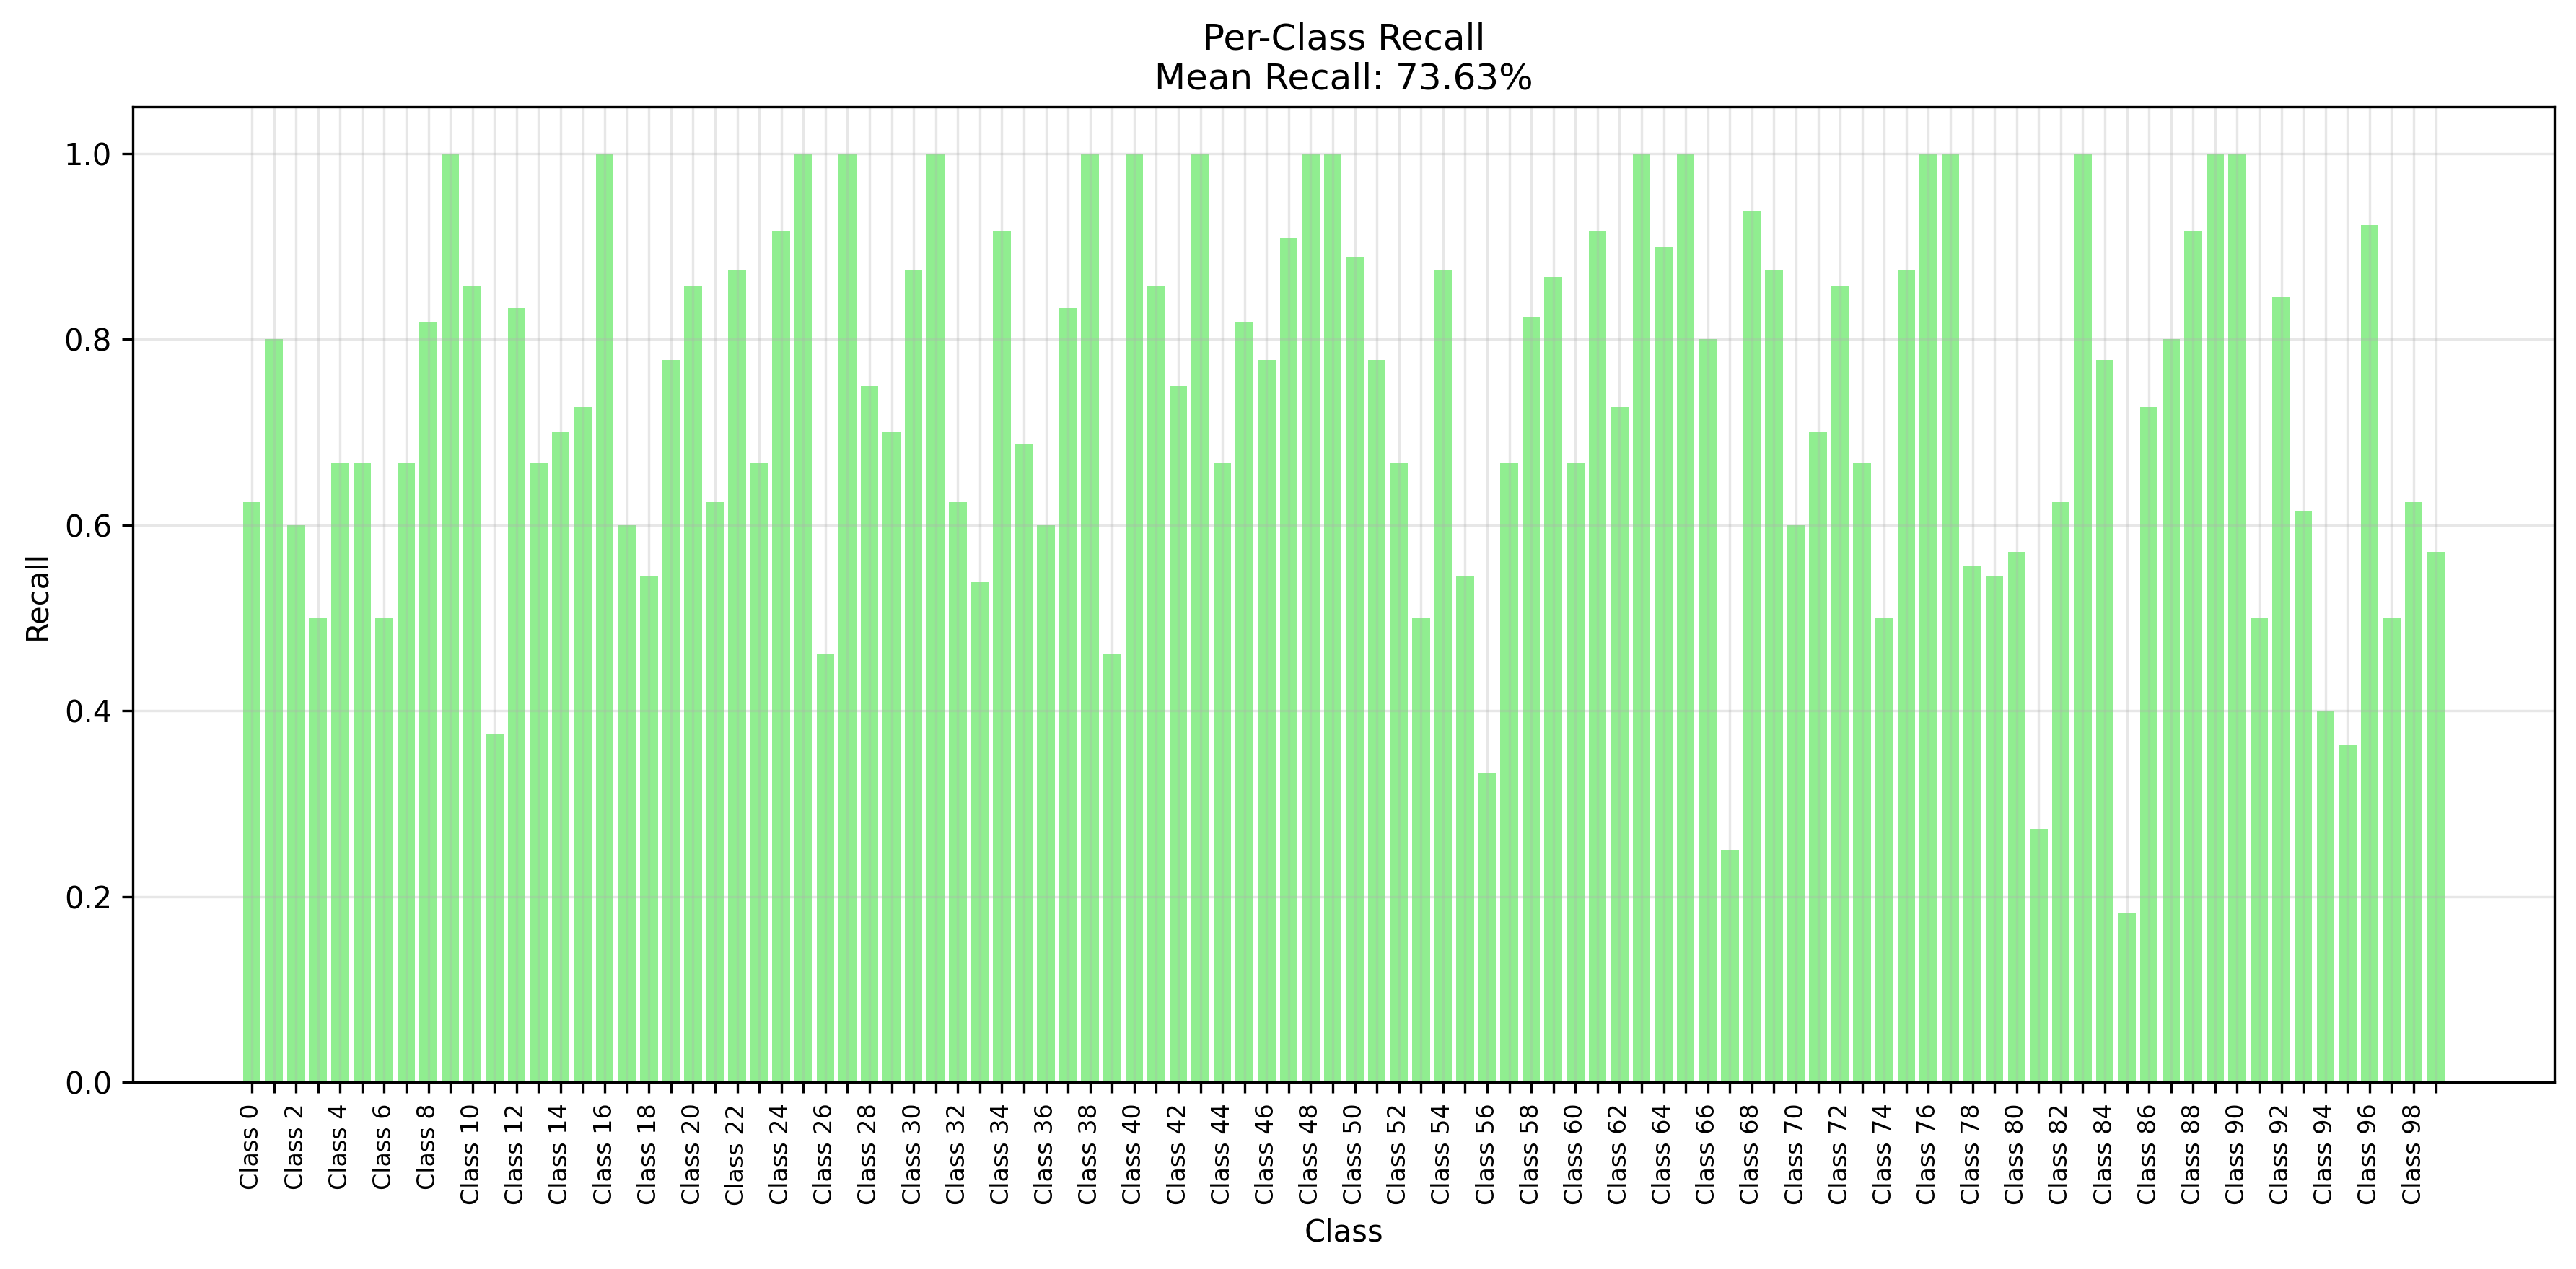 Per-Class Recall
Mean Recall: 73.63%
Recall
1.0
0.8
0.6
0.4
0.2
0.0
Class 0
Class 2
Class 4
Class 6
Class 8
Class 10
Class 12
Class 14
Class 16
Class 18
Class 20
Class 22
Class 24
Class 26
Class 28
Class 30
Class 32
Class 34
Class 36
Class 38
Class 40
Class 42
Class 44
Class 46
Class 48
Class 50
Class 52
Class 54
Class 56
Class 58
Class 60
Class 62
Class 64
Class 66
Class 68
Class 70
Class 72
Class 74
Class 76
Class 78
Class 80
Class 82
Class 84
Class 86
Class 88
Class 90
Class 92
Class 94
Class 96
Class 98
Class